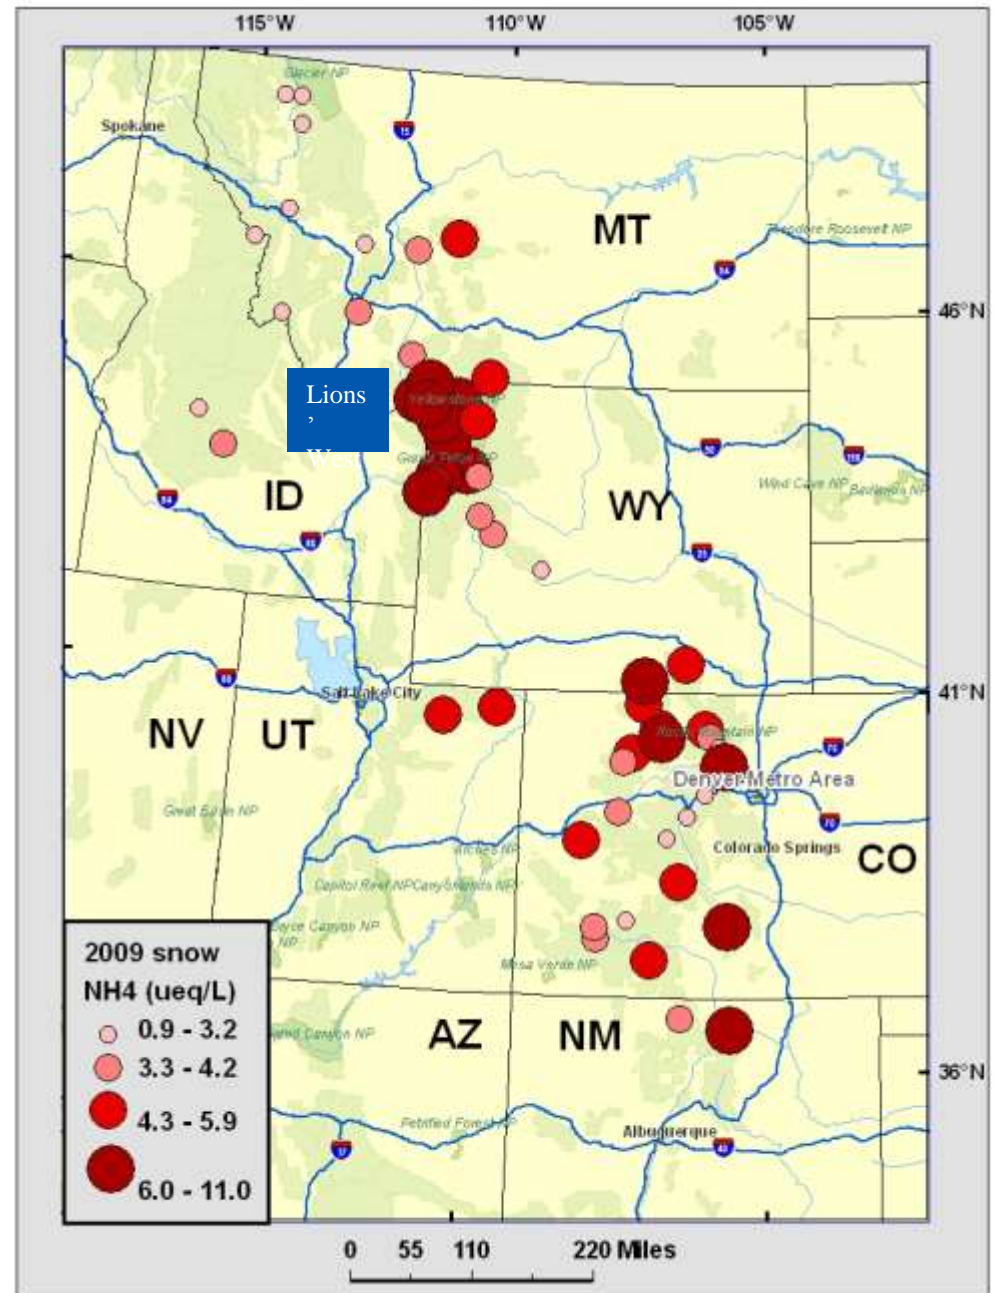 115°W 110°W 105°W
Glacier NP
Spokane
15
MT
Theodore Roosevelt NP
94
46°N
Lions
’
Yellowstone NP
Grand Teton NP
90
Wind Cave NP Badlands NP
84
ID
WY
25
80
Salt Lake City
41°N
NV
UT
Rocky Mountain NP
76
Denver Metro Area
Great Basin NP
70
Arches NP
Colorado Springs
CO
Capitol Reef NP Canyonlands NP
Bryce Canyon NP
NP
2009 snow
NH4 (ueq/L)
0.9 - 3.2
3.3 - 4.2
4.3 - 5.9
6.0 - 11.0
Mesa Verde NP
Grand Canyon NP
AZ
NM
36°N
Petrified Forest NP
Albuquerque
17
40
0 55 110 220 Miles